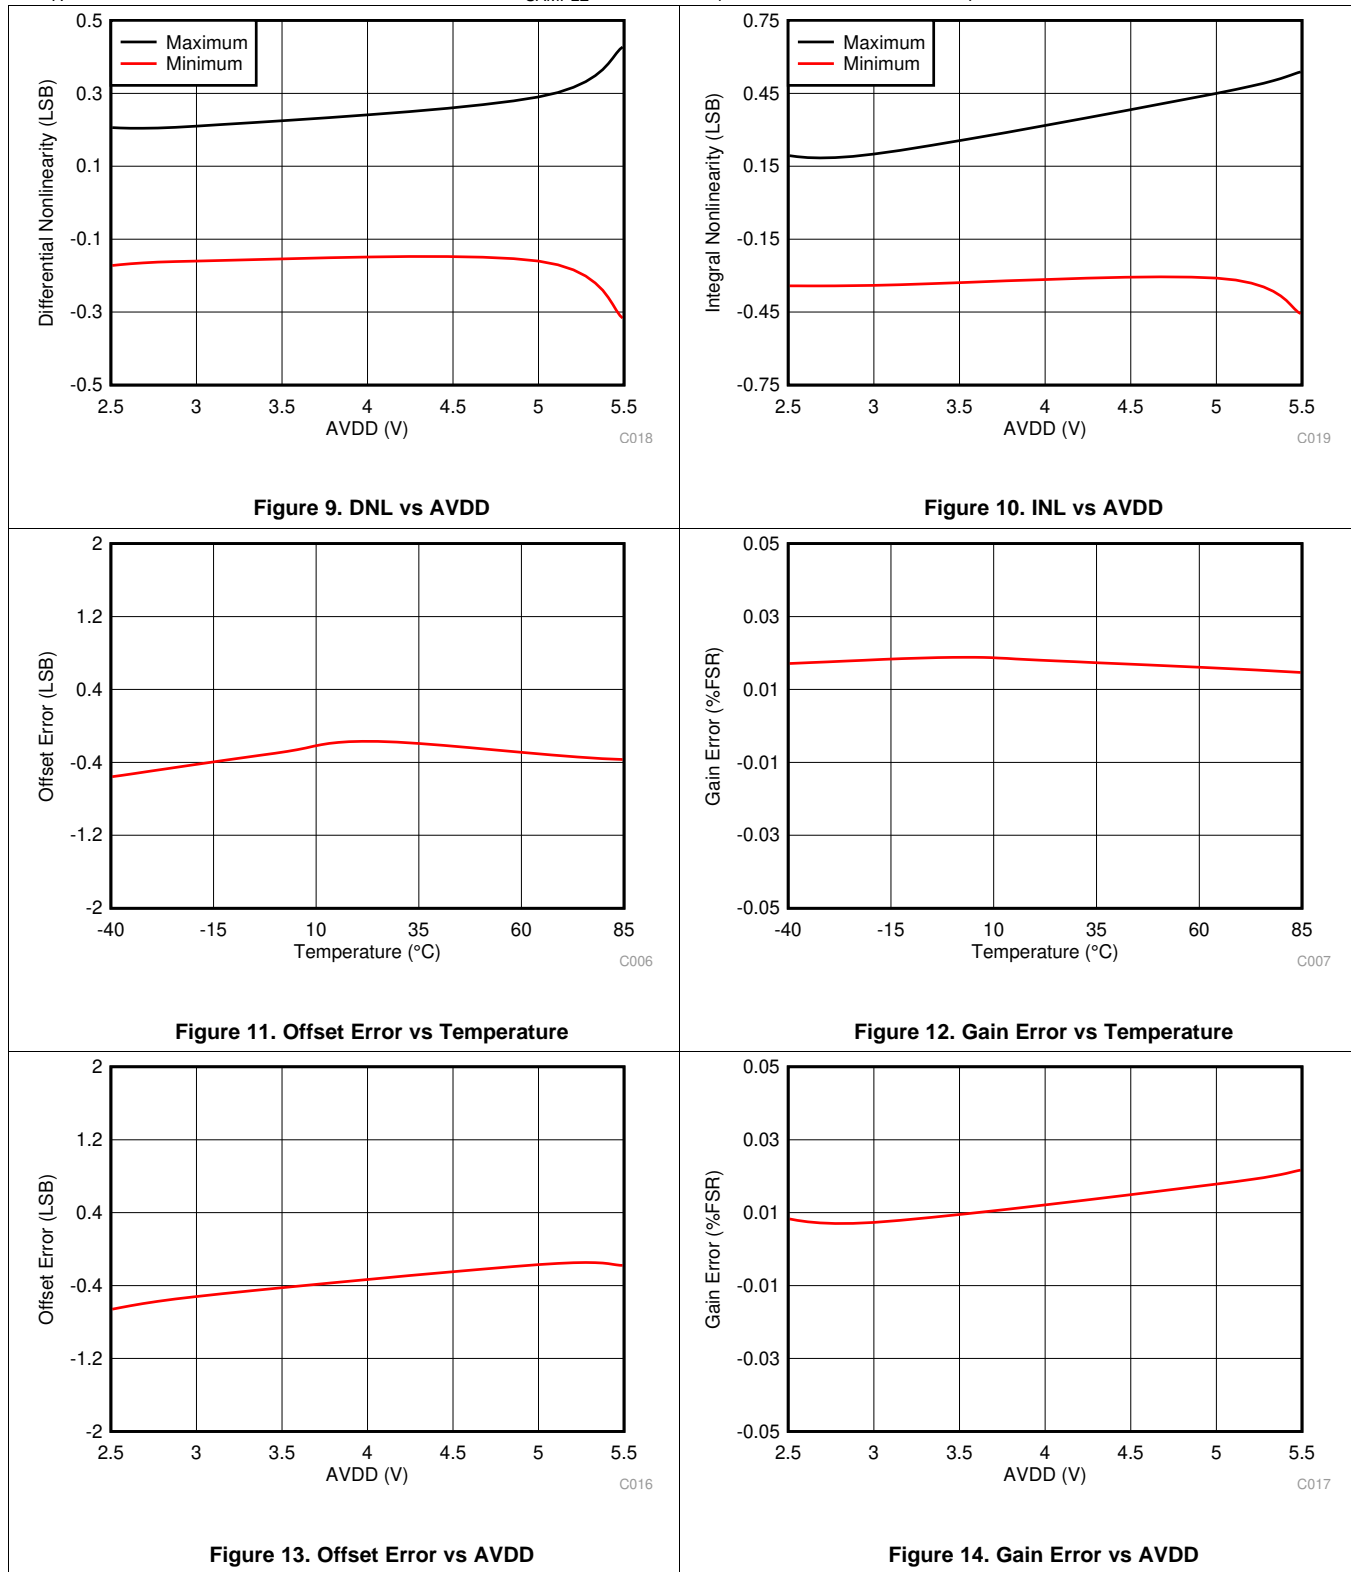 0.5
0.3
0.1
-0.1
-0.3
-0.5
Differential Nonlinearity (LSB)
Maximum
Minimum
2.5 3 3.5 4 4.5 5 5.5
AVDD (V)
C018
Figure 9. DNL vs AVDD
0.75
0.45
0.15
-0.15
-0.45
-0.75
Integral Nonlinearity (LSB)
Maximum
Minimum
2.5 3 3.5 4 4.5 5 5.5
AVDD (V)
C019
Figure 10. INL vs AVDD
2
1.2
0.4
-0.4
-1.2
-2
Offset Error (LSB)
-40 -15 10 35 60 85
Temperature (°C)
C006
Figure 11. Offset Error vs Temperature
0.05
0.03
0.01
-0.01
-0.03
-0.05
Gain Error (%FSR)
-40 -15 10 35 60 85
Temperature (°C)
C007
Figure 12. Gain Error vs Temperature
2
1.2
0.4
-0.4
-1.2
-2
Offset Error (LSB)
2.5 3 3.5 4 4.5 5 5.5
AVDD (V)
C016
Figure 13. Offset Error vs AVDD
0.05
0.03
0.01
-0.01
-0.03
-0.05
Gain Error (%FSR)
2.5 3 3.5 4 4.5 5 5.5
AVDD (V)
C017
Figure 14. Gain Error vs AVDD